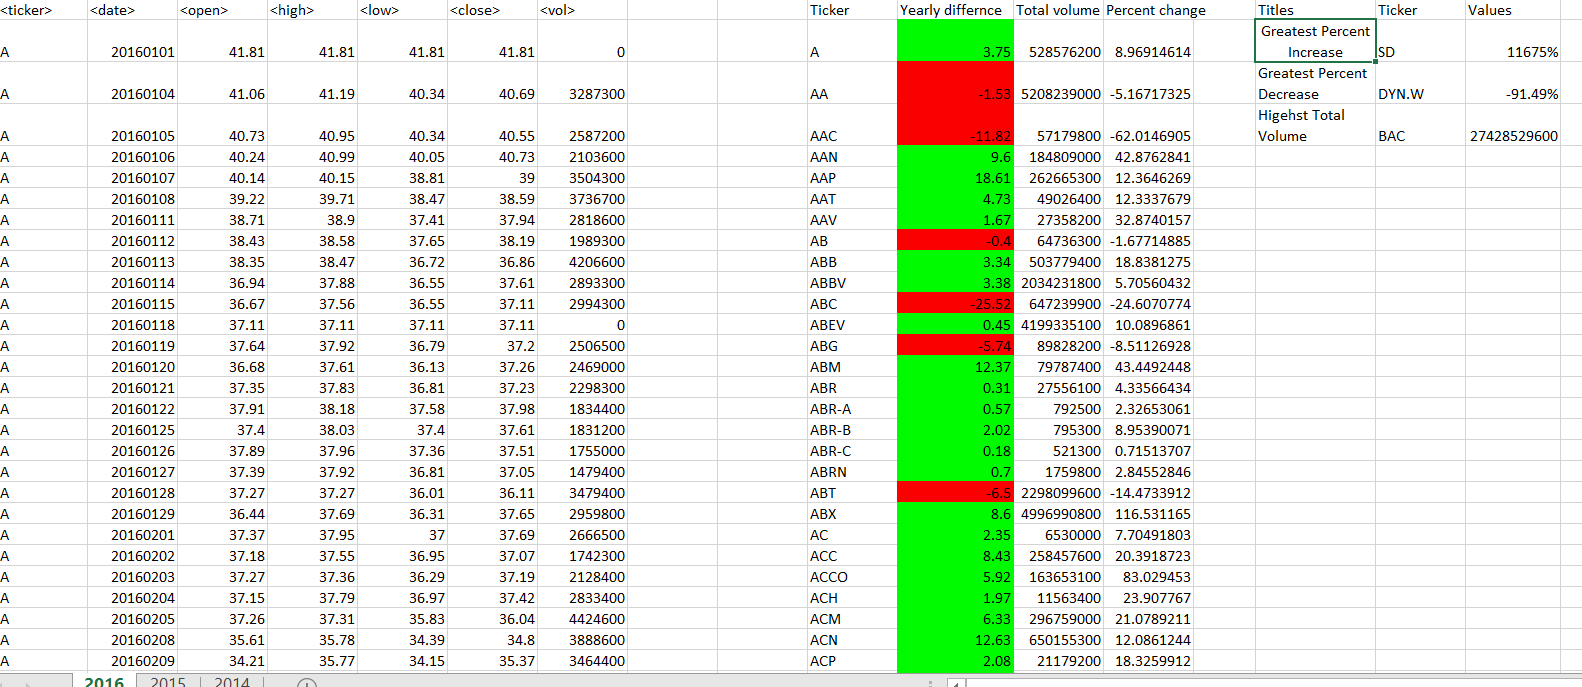 <ticker> <date> <open> <high> <low> <close> <vol> Ticker Yearly differnce Total volume Percent change Titles Ticker Values
Greatest Percent
A 20160101 41.81 41.81 41.81 41.81 0 A 3.75 528576200 8.96914614 Increase SD 11675%
Greatest Percent
A 20160104 41.06 41.19 40.34 40.69 3287300 AA -1.53 5208239000 -5.16717325 Decrease DYN.W -91.49%
Higehst Total
A 20160105 40.73 40.95 40.34 40.55 2587200 AAC -11.82 57179800 -62.0146905 Volume BAC 27428529600
A 20160106 40.24 40.99 40.05 40.73 2103600 AAN 9.6 184809000 42.8762841
A 20160107 40.14 40.15 38.81 39 3504300 AAP 18.61 262665300 12.3646269
A 20160108 39.22 39.71 38.47 38.59 3736700 AAT 4.73 49026400 12.3337679
A 20160111 38.71 38.9 37.41 37.94 2818600 AAV 1.67 27358200 32.8740157
A 20160112 38.43 38.58 37.65 38.19 1989300 AB -0.4 64736300 -1.67714885
A 20160113 38.35 38.47 36.72 36.86 4206600 ABB 3.34 503779400 18.8381275
A 20160114 36.94 37.88 36.55 37.61 2893300 ABBV 3.38 2034231800 5.70560432
A 20160115 36.67 37.56 36.55 37.11 2994300 ABC -25.52 647239900 -24.6070774
A 20160118 37.11 37.11 37.11 37.11 0 ABEV 0.45 4199335100 10.0896861
A 20160119 37.64 37.92 36.79 37.2 2506500 ABG -5.74 89828200 -8.51126928
A 20160120 36.68 37.61 36.13 37.26 2469000 ABM 12.37 79787400 43.4492448
A 20160121 37.35 37.83 36.81 37.23 2298300 ABR 0.31 27556100 4.33566434
A 20160122 37.91 38.18 37.58 37.98 1834400 ABR-A 0.57 792500 2.32653061
A 20160125 37.4 38.03 37.4 37.61 1831200 ABR-B 2.02 795300 8.95390071
A 20160126 37.89 37.96 37.36 37.51 1755000 ABR-C 0.18 521300 0.71513707
A 20160127 37.39 37.92 36.81 37.05 1479400 ABRN 0.7 1759800 2.84552846
A 20160128 37.27 37.27 36.01 36.11 3479400 ABT -6.5 2298099600 -14.4733912
A 20160129 36.44 37.69 36.31 37.65 2959800 ABX 8.6 4996990800 116.531165
A 20160201 37.37 37.95 37 37.69 2666500 AC 2.35 6530000 7.70491803
A 20160202 37.18 37.55 36.95 37.07 1742300 ACC 8.43 258457600 20.3918723
A 20160203 37.27 37.36 36.29 37.19 2128400 ACCO 5.92 163653100 83.029453
A 20160204 37.15 37.79 36.97 37.42 2833400 ACH 1.97 11563400 23.907767
A 20160205 37.26 37.31 35.83 36.04 4424600 ACM 6.33 296759000 21.0789211
A 20160208 35.61 35.78 34.39 34.8 3888600 ACN 12.63 650155300 12.0861244
A 20160209 34.21 35.77 34.15 35.37 3464400 ACP 2.08 21179200 18.3259912
2016 2015 2014